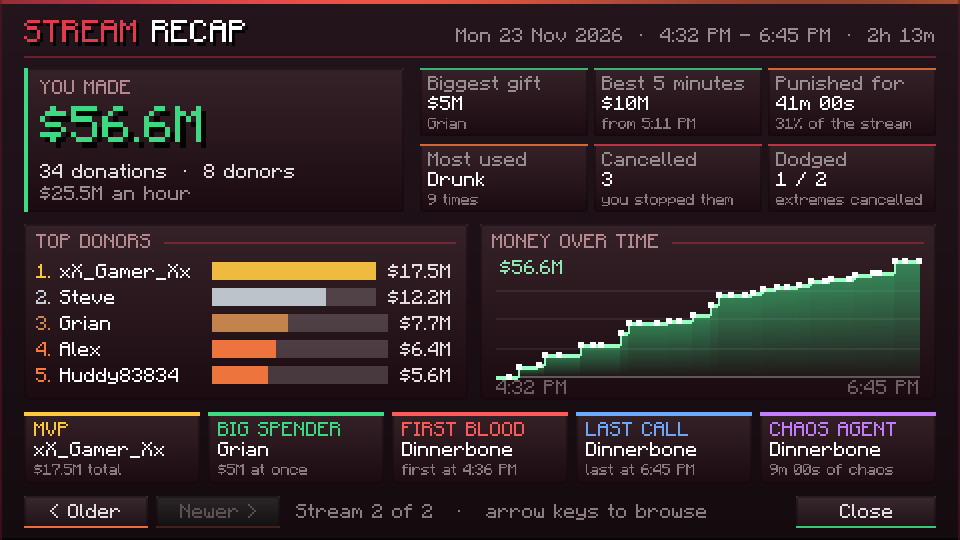 STREAM RECAP
Mon 23 Nov 2026 · 4:32 PM - 6:45 PM · 2h 13m
YOU MADE
$56.6M
34 donations · 8 donors
$25.5M an hour
Biggest gift
$5M
Grian
Best 5 minutes
$10M
from 5:11 PM
Punished for
41m 00s
31% of the stream
Most used
Drunk
9 times
Cancelled
3
you stopped them
Dodged
1 / 2
extremes cancelled
TOP DONORS
1. xX_Gamer_Xx $17.5M
2. Steve $12.2M
3. Grian $7.7M
4. Alex $6.4M
5. Huddy83834 $5.6M
MONEY OVER TIME
$56.6M
4:32 PM 6:45 PM
MVP
xX_Gamer_Xx
$17.5M total
BIG SPENDER
Grian
$5M at once
FIRST BLOOD
Dinnerbone
first at 4:36 PM
LAST CALL
Dinnerbone
last at 6:45 PM
CHAOS AGENT
Dinnerbone
9m 00s of chaos
< Older
Newer >
Stream 2 of 2 · arrow keys to browse
Close